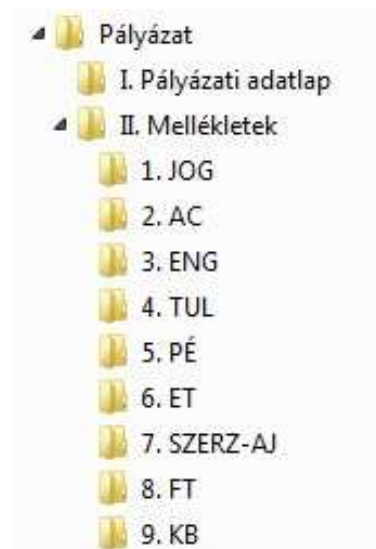 Pályázat
I. Pályázati adatlap
II. Mellékletek
1. JOG
2. AC
3. ENG
4. TUL
5. PÉ
6. ET
7. SZERZ-AJ
8. FT
9. KB